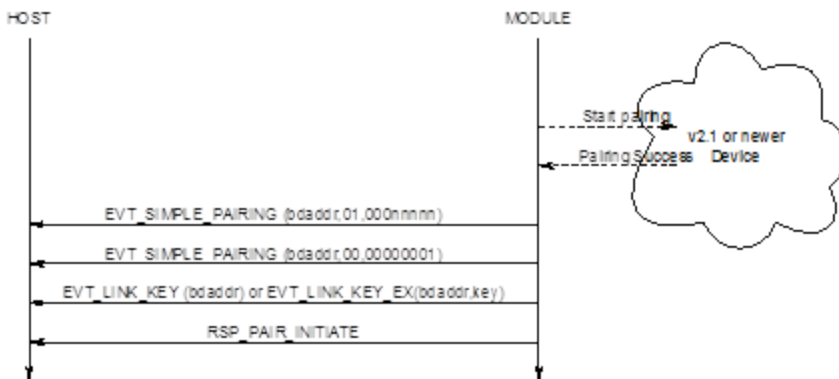 HOST
MODULE
Start pairing
v2.1 or newer
Device
Pairing Success
EVT_SIMPLE_PAIRING (bdaddr,01,000nnnnn)
EVT_SIMPLE_PAIRING (bdaddr,00,00000001)
EVT_LINK_KEY (bdaddr) or EVT_LINK_KEY_EX(bdaddr,key)
RSP_PAIR_INITIATE